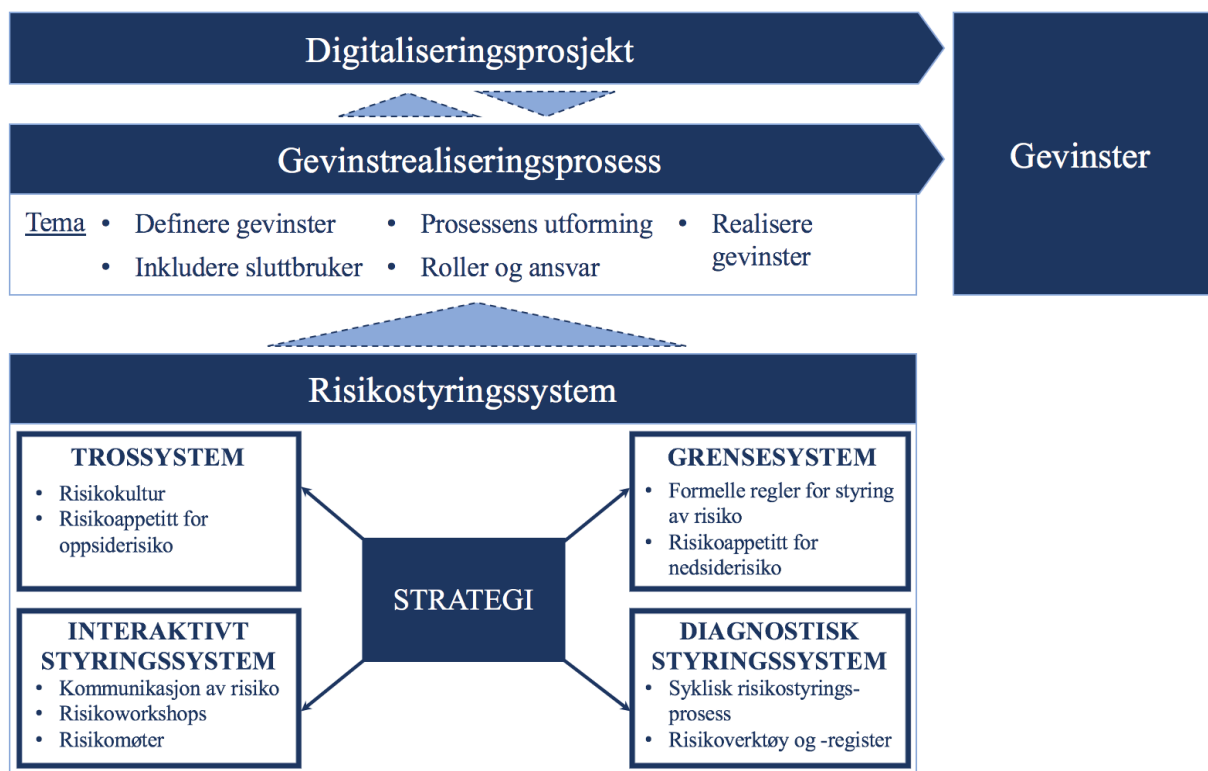 Digitaliseringsprosjekt
Gevinstrealiseringsprosess
Gevinster
Tema
• Definere gevinster
• Inkludere sluttbruker
• Prosessens utforming
• Roller og ansvar
• Realisere
gevinster
Risikostyringssystem
TROSSYSTEM
• Risikokultur
• Risikoappetitt for
oppsiderisiko
GRENSESYSTEM
• Formelle regler for styring
av risiko
• Risikoappetitt for
nedsiderisiko
STRATEGI
INTERAKTIVT
STYRINGSSYSTEM
• Kommunikasjon av risiko
• Risikoworkshops
• Risikomøter
DIAGNOSTISK
STYRINGSSYSTEM
• Syklisk risikostyrings-
prosess
• Risikoverktøy og -register